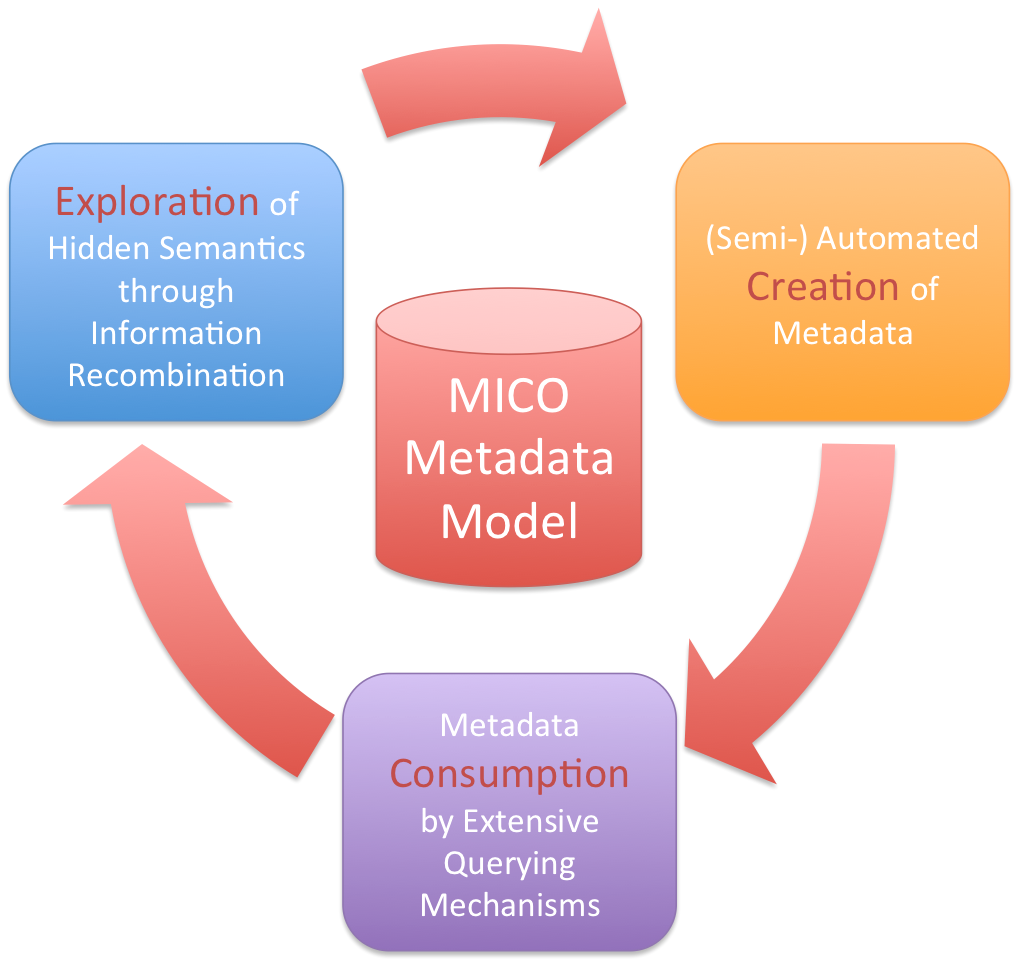 Exploration of
Hidden Semantics
through
Information
Recombination
(Semi-) Automated
Creation of
Metadata
MICO
Metadata
Model
Metadata
Consumption
by Extensive
Querying
Mechanisms